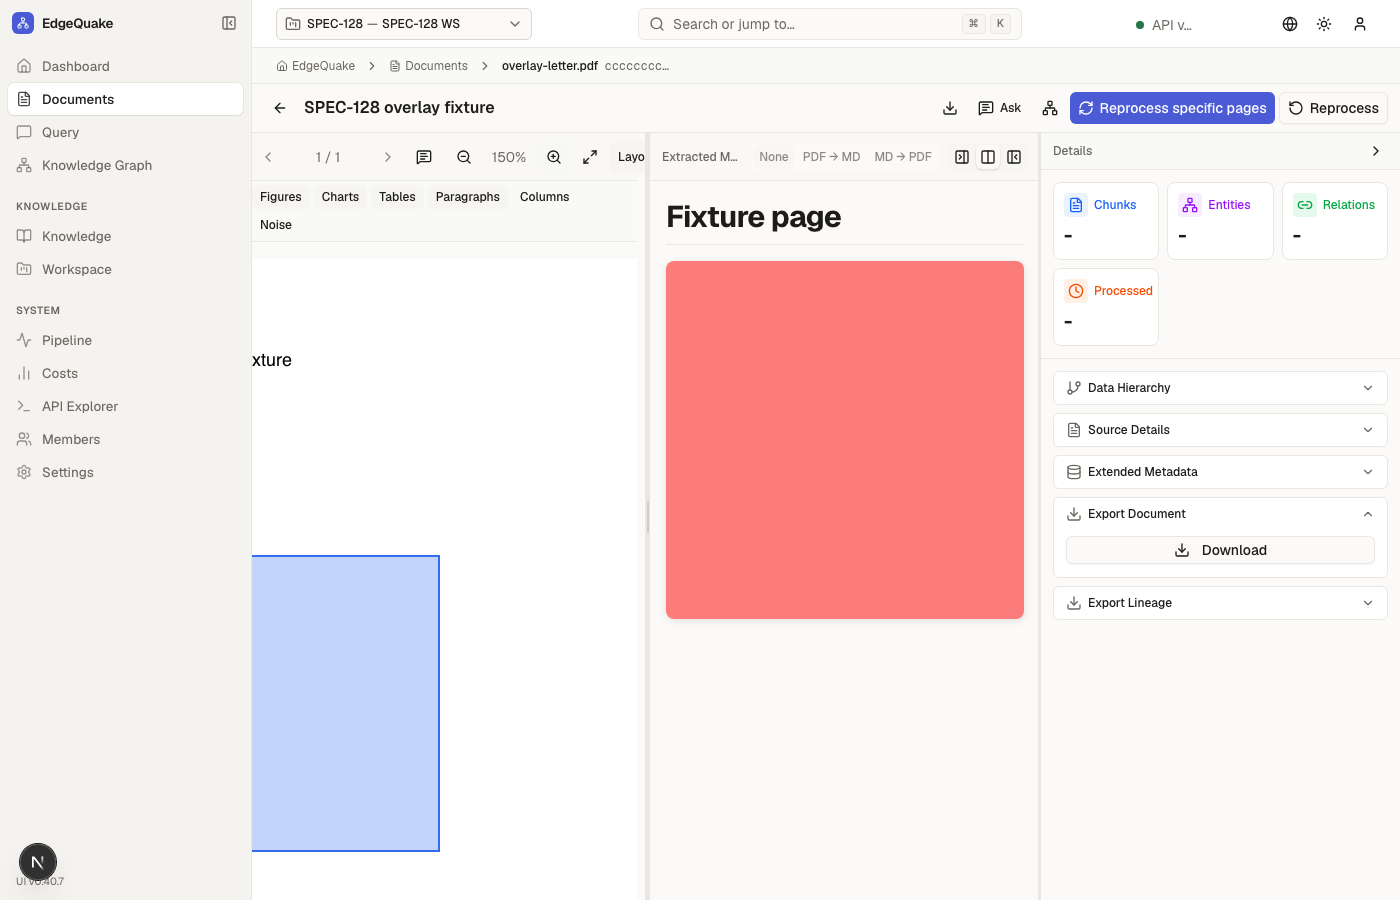 EdgeQuake
Dashboard
Documents
Query
Knowledge Graph
KNOWLEDGE
Knowledge
Workspace
SYSTEM
Pipeline
Costs
API Explorer
Members
Settings
N
UI v0.40.7
SPEC-128 — SPEC-128 WS
Search or jump to...
⌘ K
API v...
EdgeQuake > Documents > overlay-letter.pdf cccccccc...
SPEC-128 overlay fixture
Ask
Reprocess specific pages
Reprocess
1 / 1
150%
Layo
Figures Charts Tables Paragraphs Columns
Noise
xture
Extracted M... None PDF → MD MD → PDF
Fixture page
Details
Chunks
-
Entities
-
Relations
-
Processed
-
Data Hierarchy
Source Details
Extended Metadata
Export Document
Download
Export Lineage